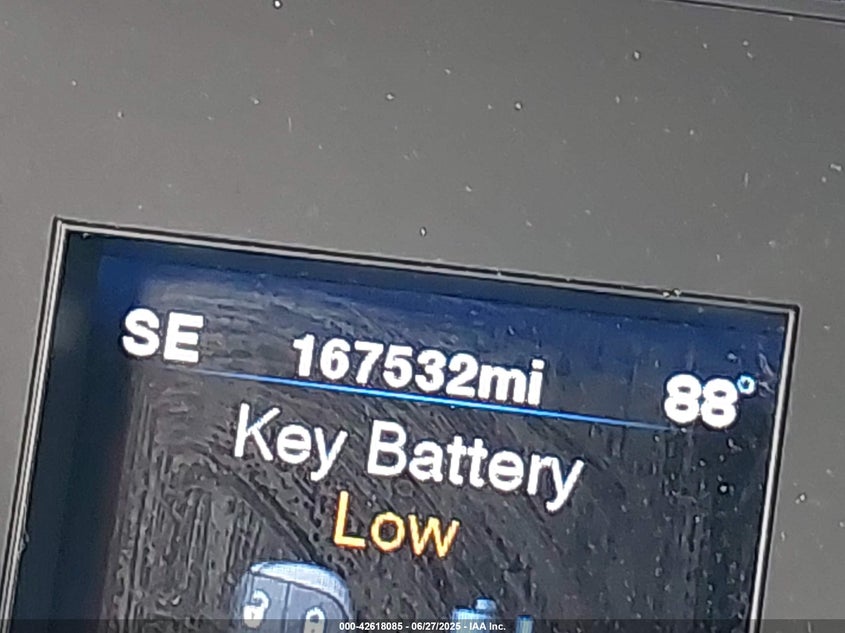 SE 167532mi 88°
Key Battery
Low
000-42618085 - 06/27/2025 - IAA Inc.